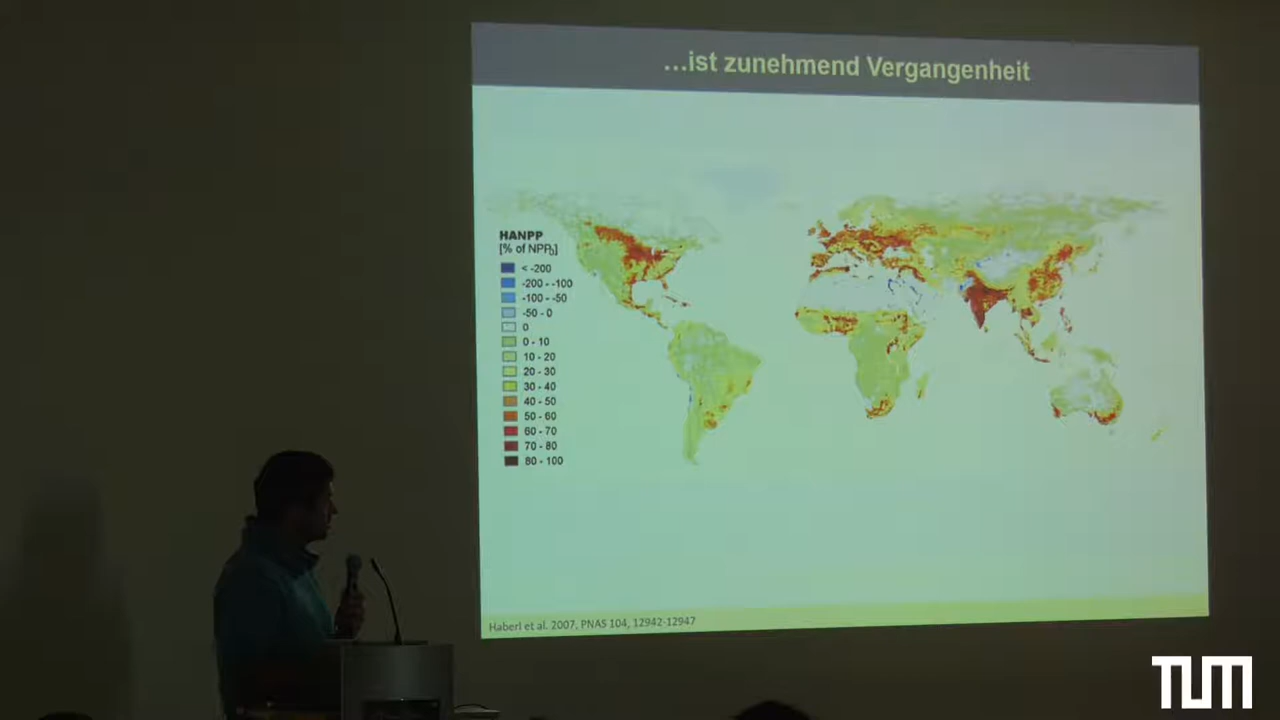 ...ist zunehmend Vergangenheit
HANPP
[% of NPP0]
< -200
-200 - -100
-100 - -50
-50 - 0
0
0 - 10
10 - 20
20 - 30
30 - 40
40 - 50
50 - 60
60 - 70
70 - 80
80 - 100
Haberl et al. 2007, PNAS 104, 12942-12947
TUM